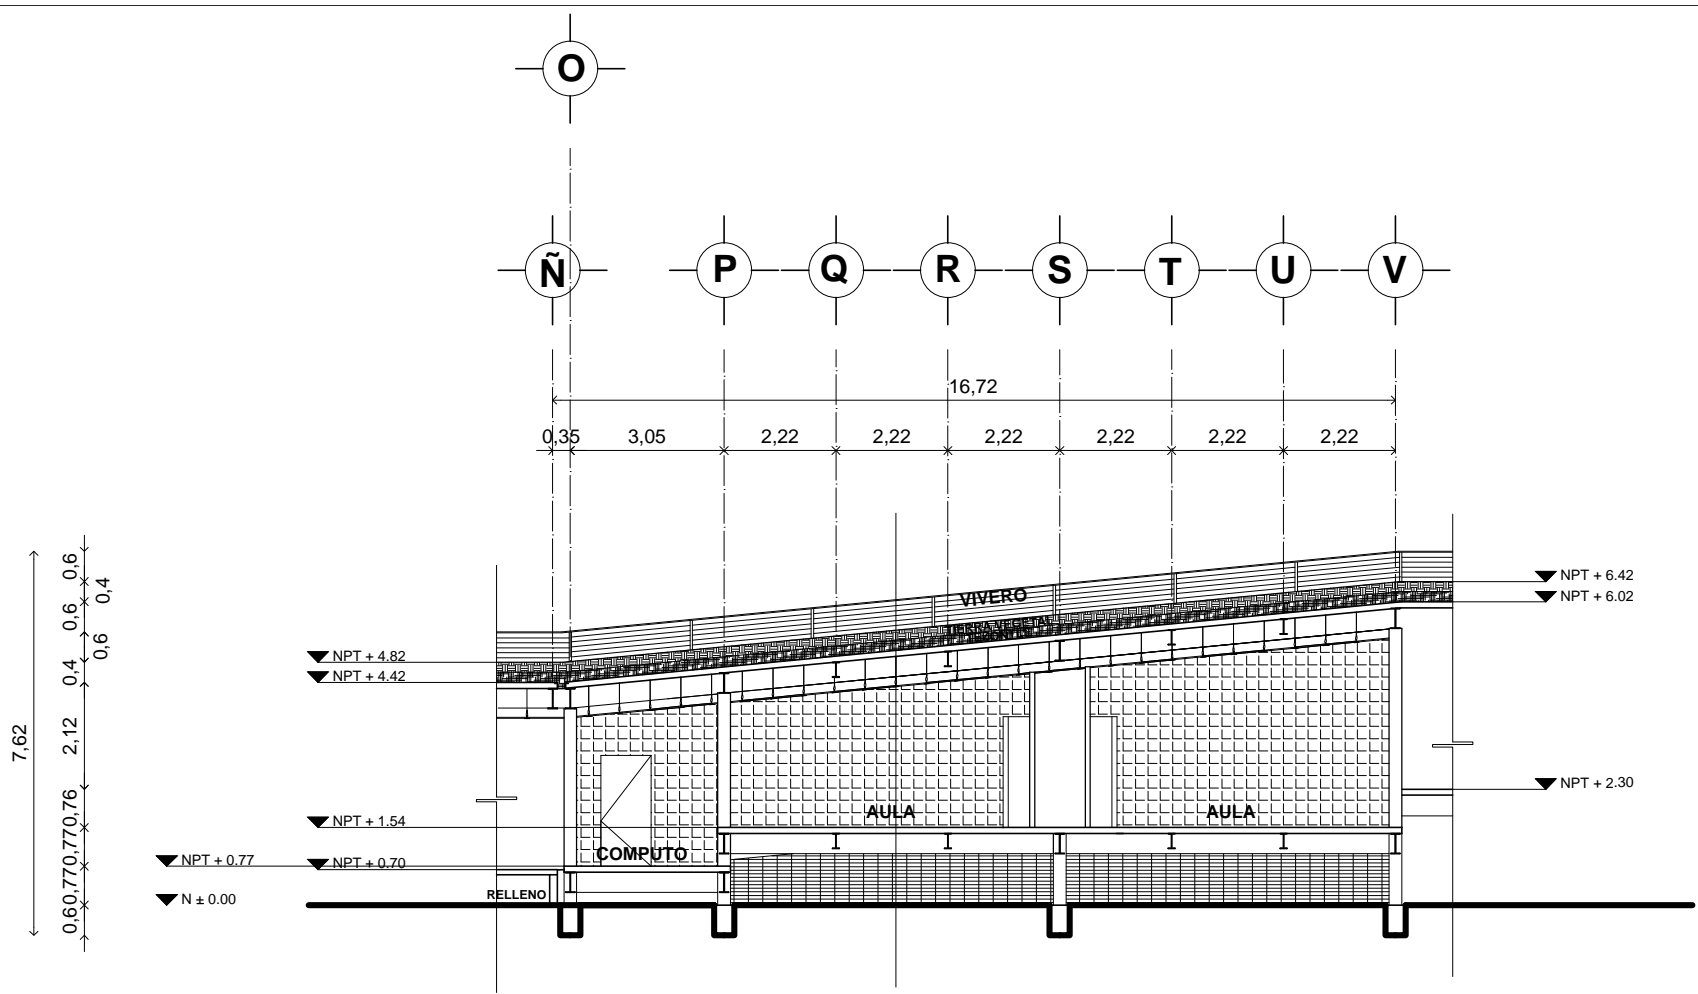 O
Ñ
P
Q
R
S
T
U
V
16,72
0,35
3,05
2,22
2,22
2,22
2,22
2,22
2,22
7,62
0,6
0,4
0,6
0,6
0,4
2,12
0,76
0,77
0,77
0,6
NPT + 6.42
NPT + 6.02
NPT + 4.82
NPT + 4.42
NPT + 2.30
NPT + 1.54
NPT + 0.77
NPT + 0.70
N ± 0.00
VIVERO
TIERRA VEGETAL
AULA
AULA
COMPUTO
RELLENO